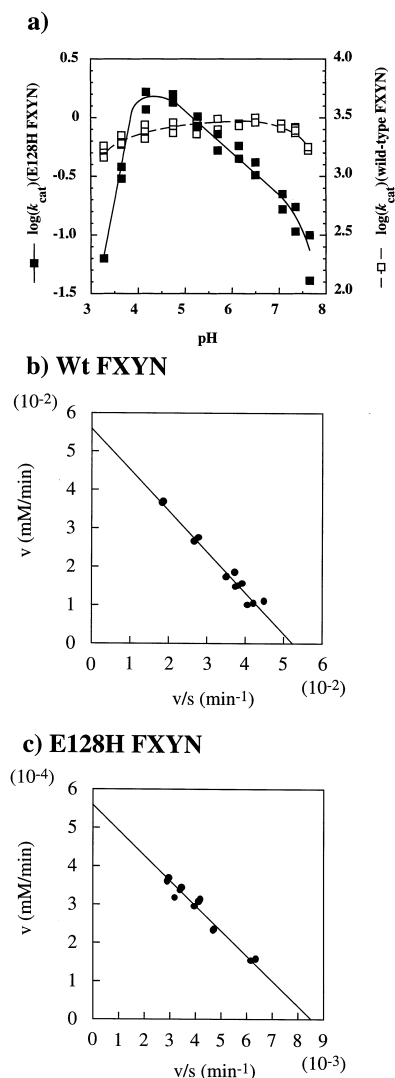 a)
0.5
0
-0.5
-1.0
-1.5
4.0
3.5
3.0
2.5
2.0
3 4 5 6 7 8
pH
log(kcat)(E128H FXYN)
log(kcat)(wild-type FXYN)
b) Wt FXYN
(10-2)
6
5
4
3
2
1
0
v (mM/min)
0 1 2 3 4 5 6
v/s (min-1)
(10-2)
c) E128H FXYN
(10-4)
6
5
4
3
2
1
0
v (mM/min)
0 1 2 3 4 5 6 7 8 9
v/s (min-1)
(10-3)